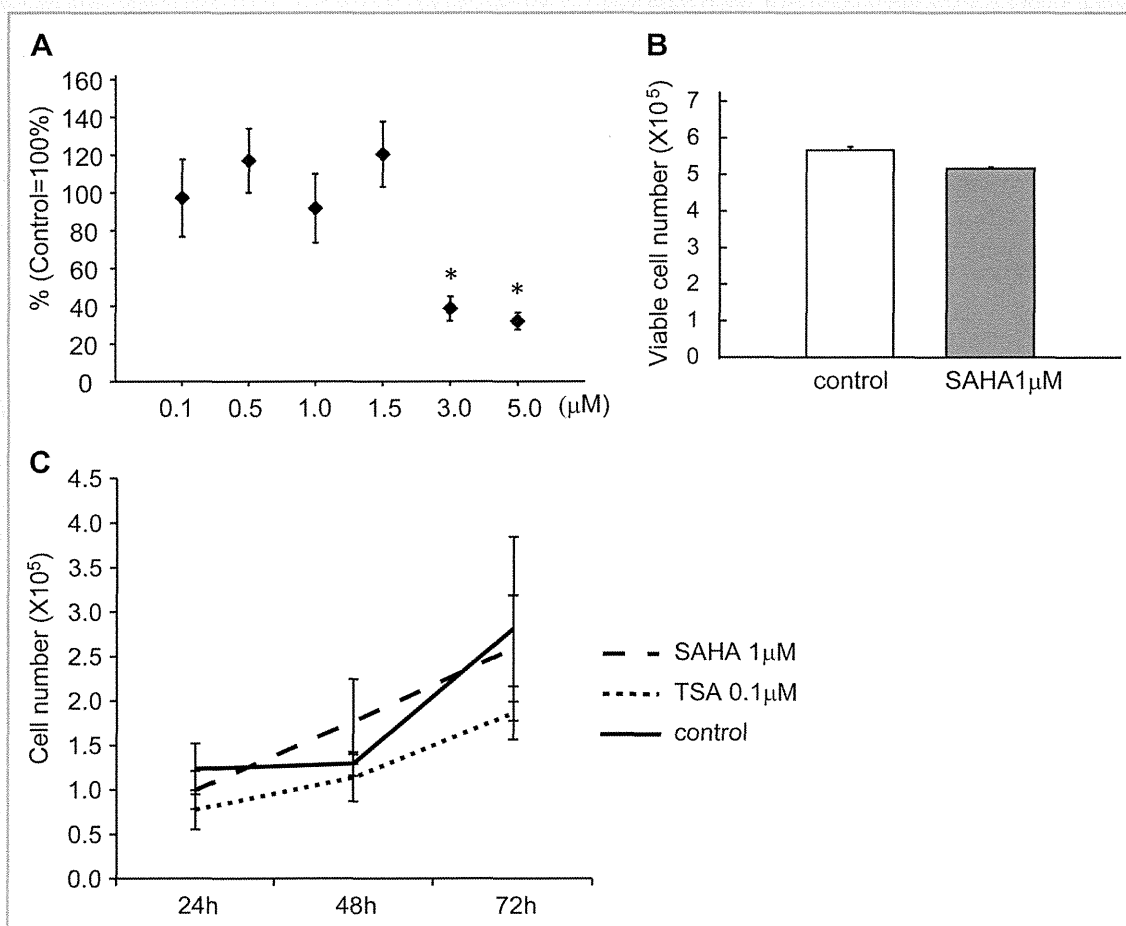 A
% (Control=100%)
160
140
120
100
80
60
40
20
0
*
*
0.1 0.5 1.0 1.5 3.0 5.0 (μM)
B
Viable cell number (X10⁵)
7
6
5
4
3
2
1
0
control SAHA1μM
C
Cell number (X10⁵)
4.5
4.0
3.5
3.0
2.5
2.0
1.5
1.0
0.5
0.0
24h 48h 72h
SAHA 1μM
TSA 0.1μM
control